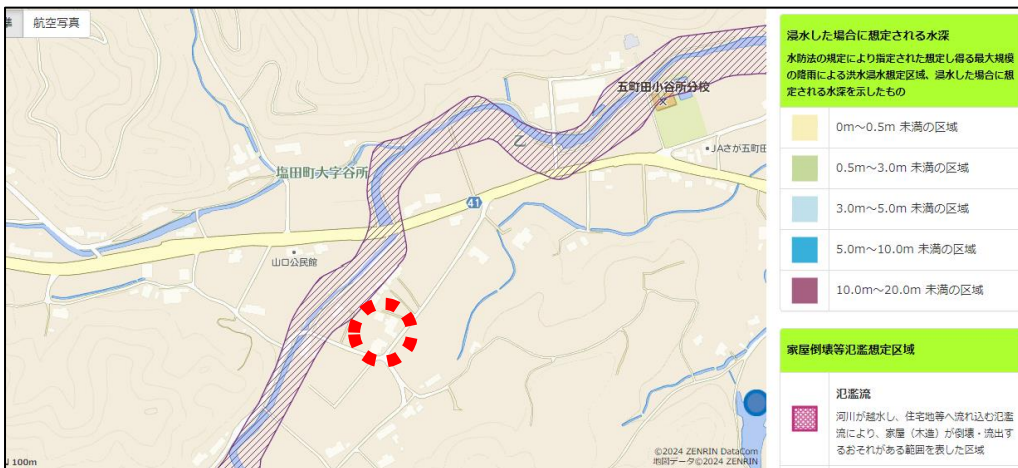 航空写真
五町田小谷所分校
乙
JAさが五町田
塩田町大字谷所
41
山口公民館
100m
©2024 ZENRIN DataCom
地図データ©2024 ZENRIN
浸水した場合に想定される水深
水防法の規定により指定された想定し得る最大規模
の降雨による洪水浸水想定区域、浸水した場合に想
定される水深を示したもの
0m～0.5m 未満の区域
0.5m～3.0m 未満の区域
3.0m～5.0m 未満の区域
5.0m～10.0m 未満の区域
10.0m～20.0m 未満の区域
家屋倒壊等氾濫想定区域
氾濫流
河川が越水し、住宅地等へ流れ込む氾濫
流により、家屋（木造）が倒壊・流出す
るおそれがある範囲を表した区域